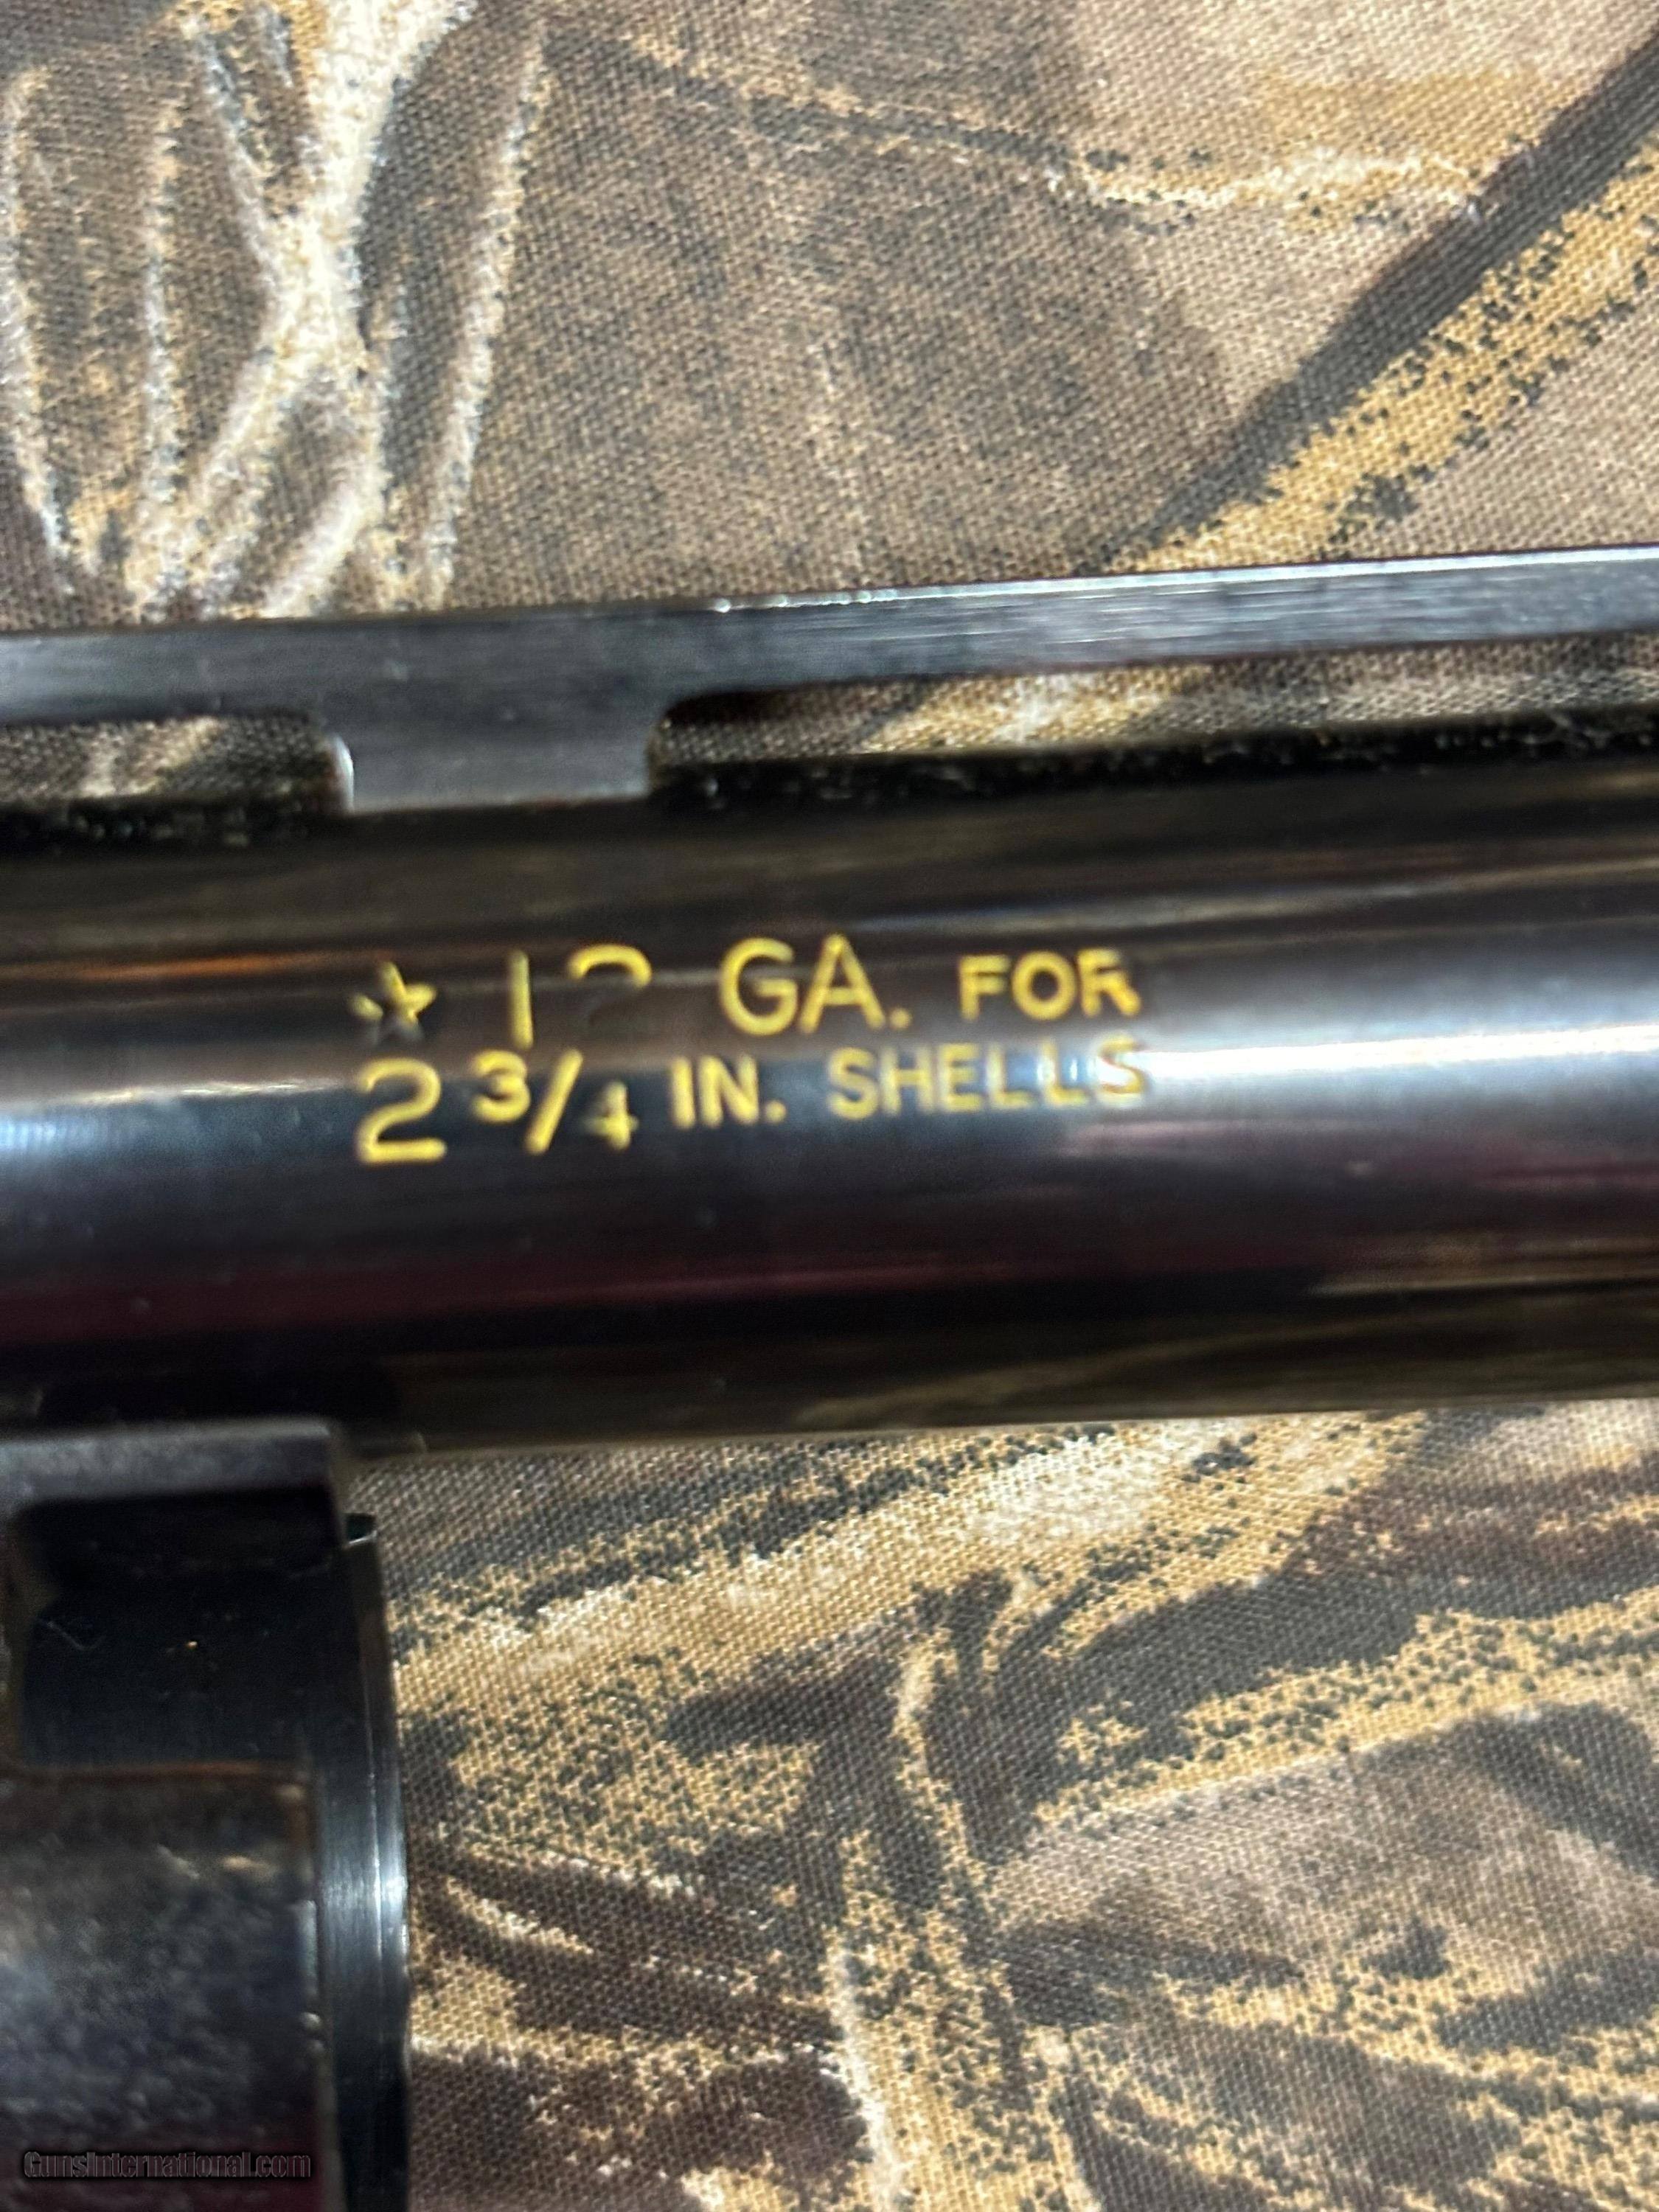 ☆12 GA. FOR
2 3/4 IN. SHELLS
GunsInternational.com